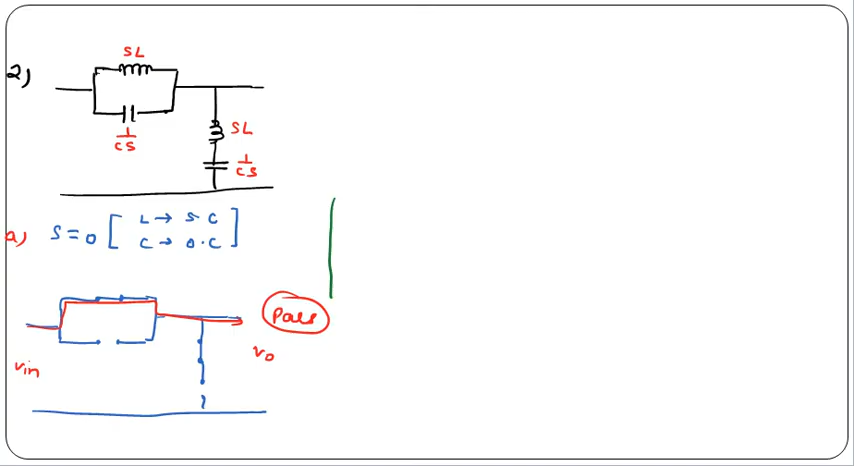 2)
SL
1
CS
SL
1
CS
a) S=0 [ L → S C
C → O.C ]
Pass
Vin
Vo